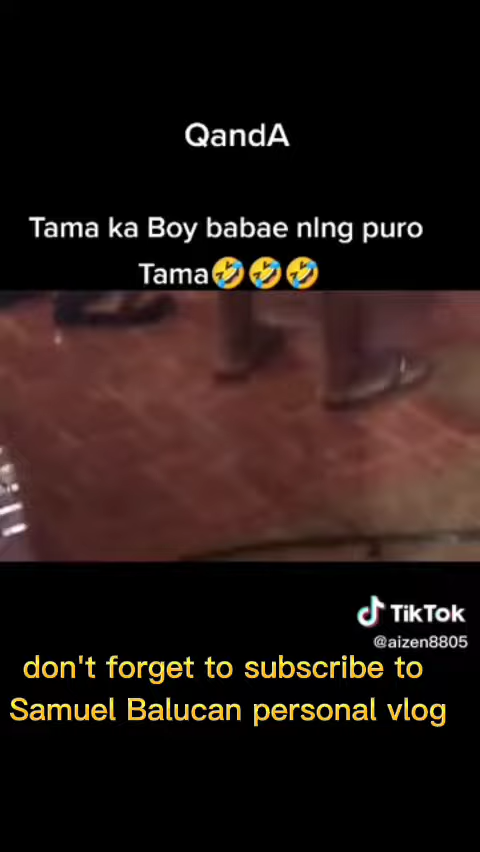 QandA
Tama ka Boy babae nlng puro
Tama🤣🤣🤣
TikTok
@aizen8805
don't forget to subscribe to
Samuel Balucan personal vlog